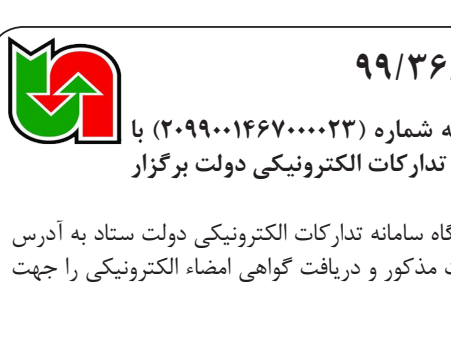 ۹۹/۳۶
به شماره (۲۰۹۹۰۰۱۴۶۷۰۰۰۰۲۳) با
تدارکات الکترونیکی دولت برگزار
سامانه تدارکات الکترونیکی دولت ستاد به آدرس
مذکور و دریافت گواهی امضاء الکترونیکی را جهت